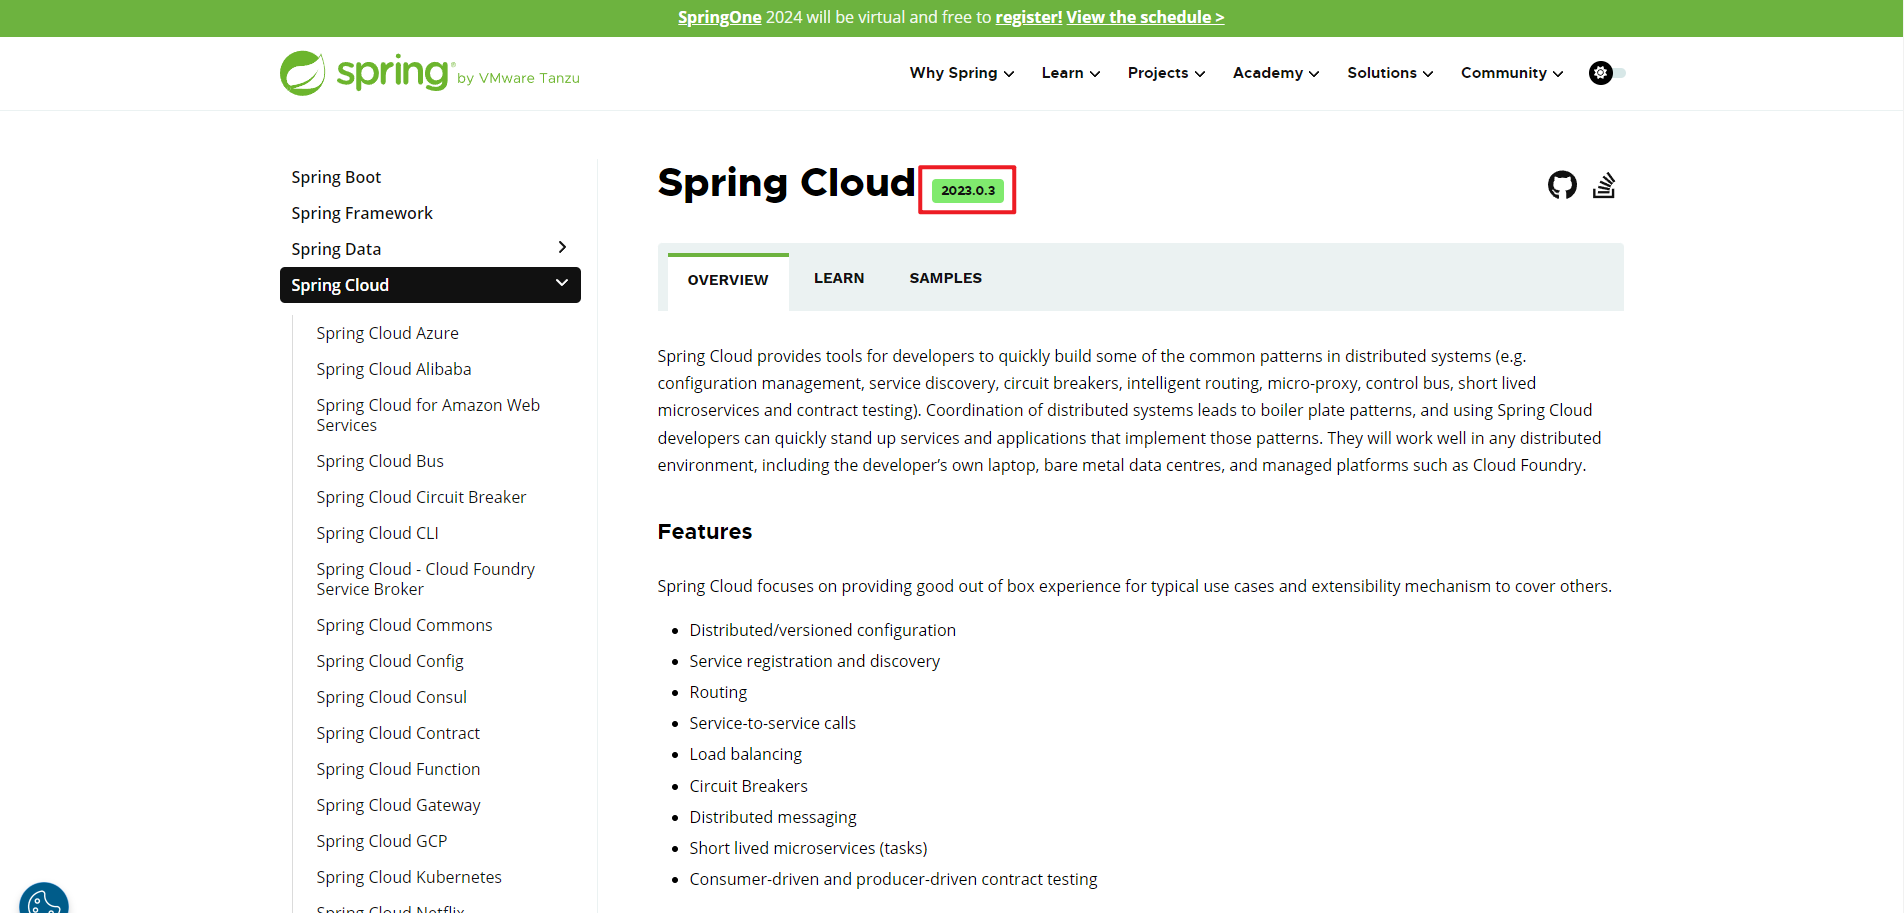 SpringOne 2024 will be virtual and free to register! View the schedule >
spring by VMware Tanzu
Why Spring
Learn
Projects
Academy
Solutions
Community
Spring Boot
Spring Framework
Spring Data
Spring Cloud
Spring Cloud Azure
Spring Cloud Alibaba
Spring Cloud for Amazon Web
Services
Spring Cloud Bus
Spring Cloud Circuit Breaker
Spring Cloud CLI
Spring Cloud - Cloud Foundry
Service Broker
Spring Cloud Commons
Spring Cloud Config
Spring Cloud Consul
Spring Cloud Contract
Spring Cloud Function
Spring Cloud Gateway
Spring Cloud GCP
Spring Cloud Kubernetes
Spring Cloud Netflix
Spring Cloud 2023.0.3
OVERVIEW
LEARN
SAMPLES
Spring Cloud provides tools for developers to quickly build some of the common patterns in distributed systems (e.g.
configuration management, service discovery, circuit breakers, intelligent routing, micro-proxy, control bus, short lived
microservices and contract testing). Coordination of distributed systems leads to boiler plate patterns, and using Spring Cloud
developers can quickly stand up services and applications that implement those patterns. They will work well in any distributed
environment, including the developer’s own laptop, bare metal data centres, and managed platforms such as Cloud Foundry.
Features
Spring Cloud focuses on providing good out of box experience for typical use cases and extensibility mechanism to cover others.
Distributed/versioned configuration
Service registration and discovery
Routing
Service-to-service calls
Load balancing
Circuit Breakers
Distributed messaging
Short lived microservices (tasks)
Consumer-driven and producer-driven contract testing